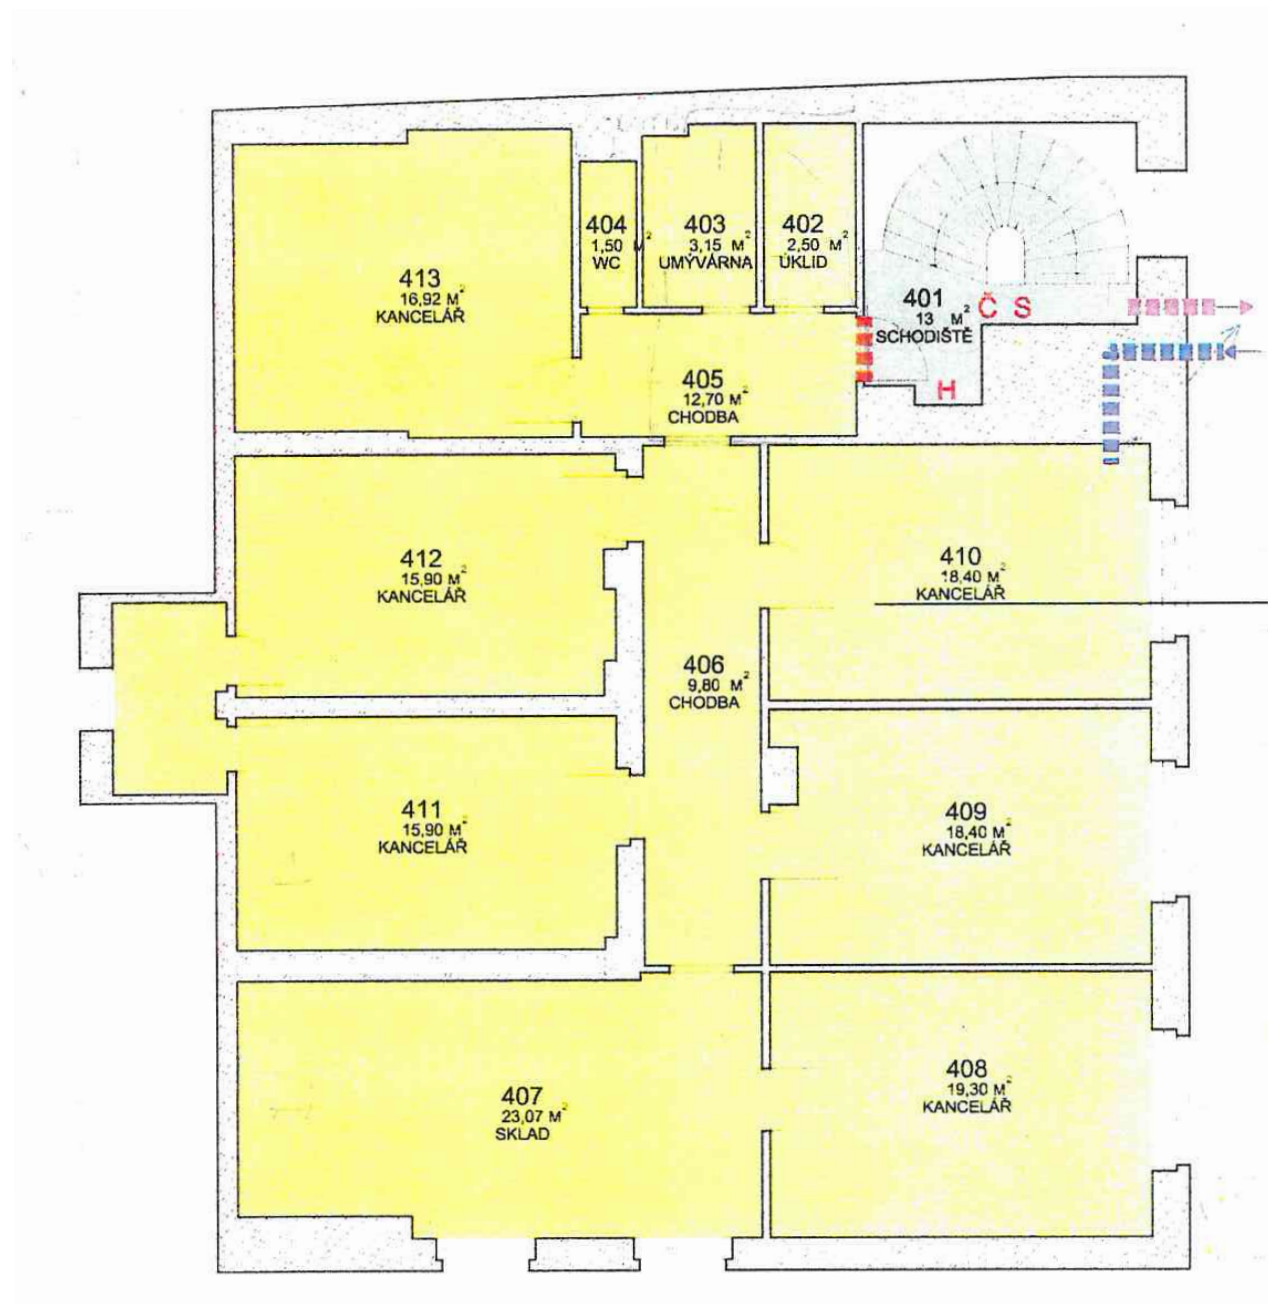 404
1,50 M²
WC
403
3,15 M²
UMÝVÁRNA
402
2,50 M²
ÚKLID
401
13 M²
SCHODIŠTĚ
Č S
H
413
16,92 M²
KANCELÁŘ
405
12,70 M²
CHODBA
412
15,90 M²
KANCELÁŘ
410
18,40 M²
KANCELÁŘ
406
9,80 M²
CHODBA
411
15,90 M²
KANCELÁŘ
409
18,40 M²
KANCELÁŘ
407
23,07 M²
SKLAD
408
19,30 M²
KANCELÁŘ